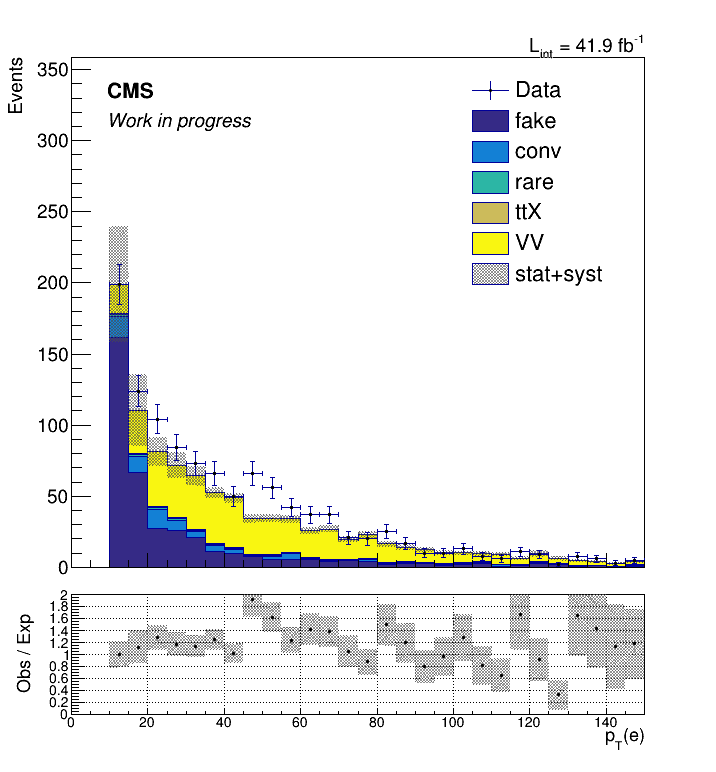 L_int = 41.9 fb^-1
Events
350
300
250
200
150
100
50
0
CMS
Work in progress
Data
fake
conv
rare
ttX
VV
stat+syst
Obs / Exp
2
1.8
1.6
1.4
1.2
1
0.8
0.6
0.4
0.2
0
0 20 40 60 80 100 120 140
p_T(e)